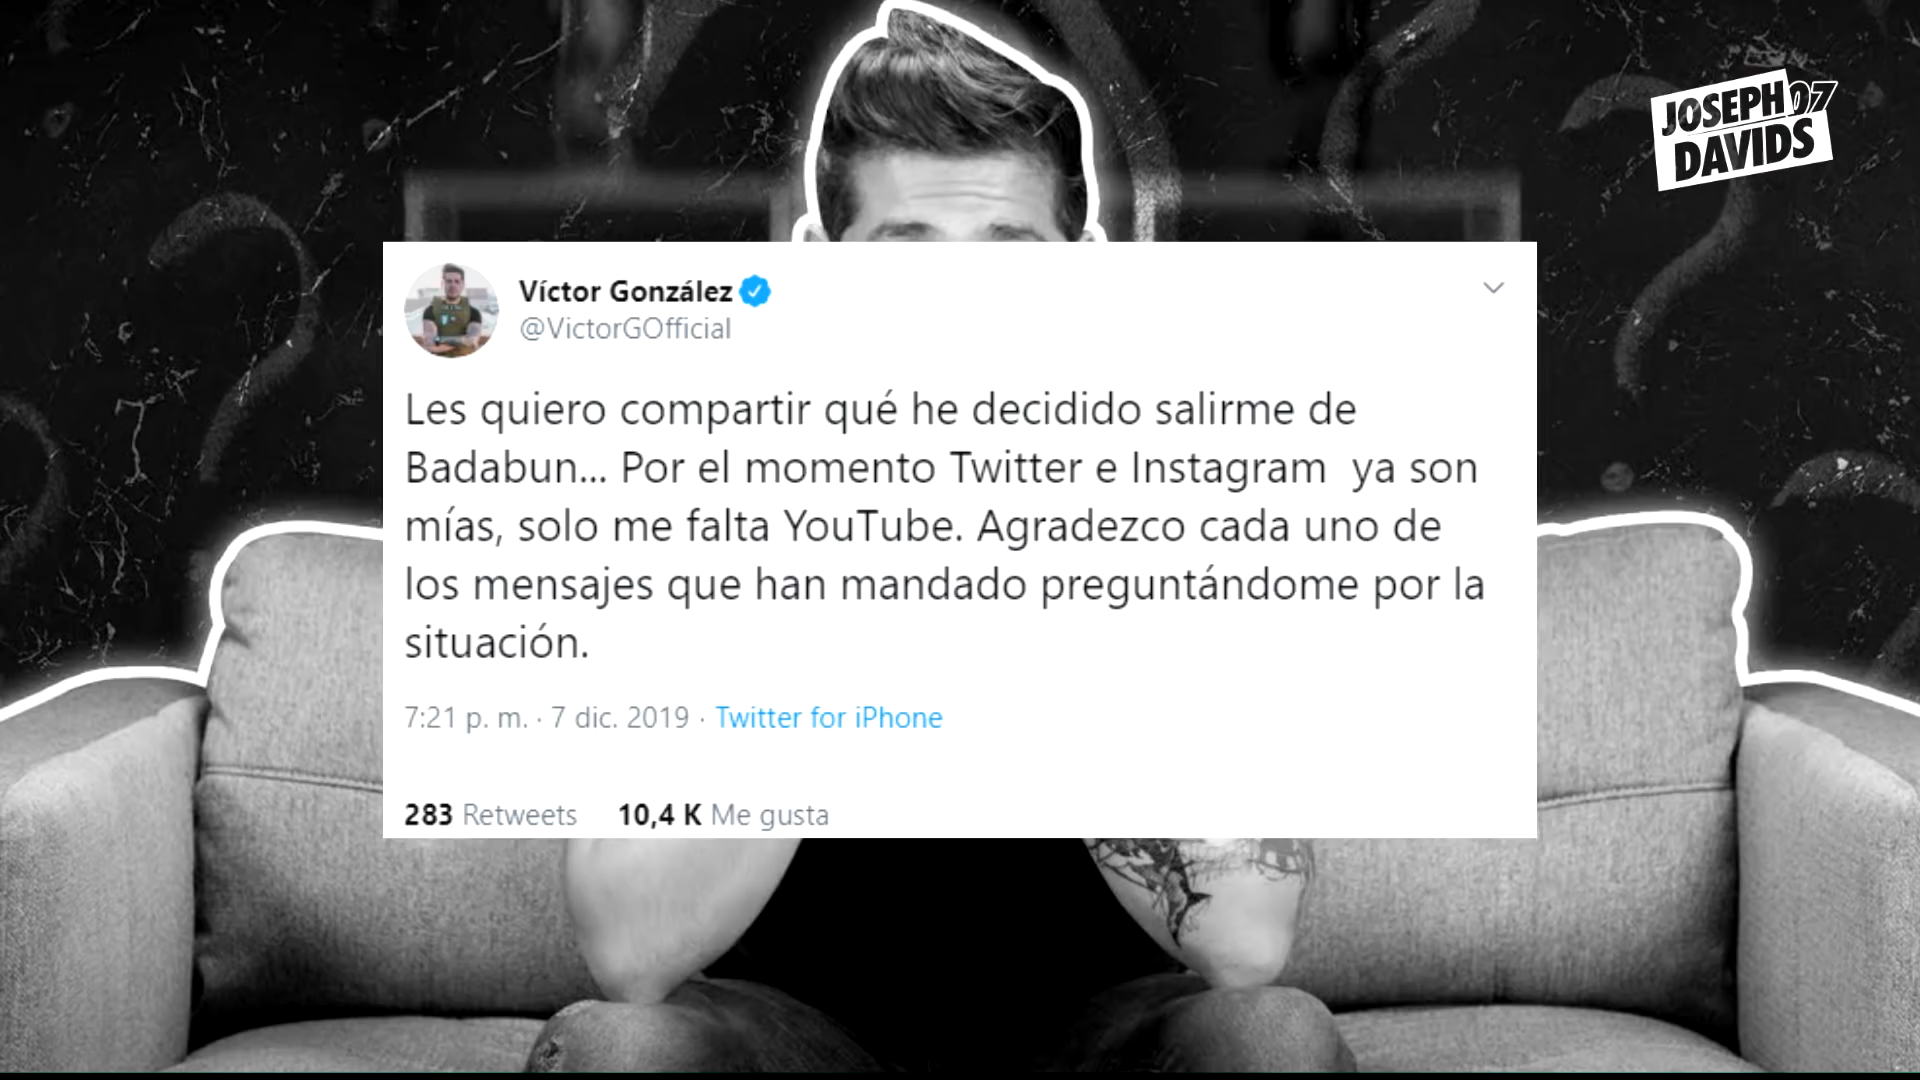 JOSEPH 07
DAVIDS
Víctor González
@VictorGOfficial
Les quiero compartir qué he decidido salirme de
Badabun... Por el momento Twitter e Instagram  ya son
mías, solo me falta YouTube. Agradezco cada uno de
los mensajes que han mandado preguntándome por la
situación.
7:21 p. m. · 7 dic. 2019 · Twitter for iPhone
283 Retweets 10,4 K Me gusta